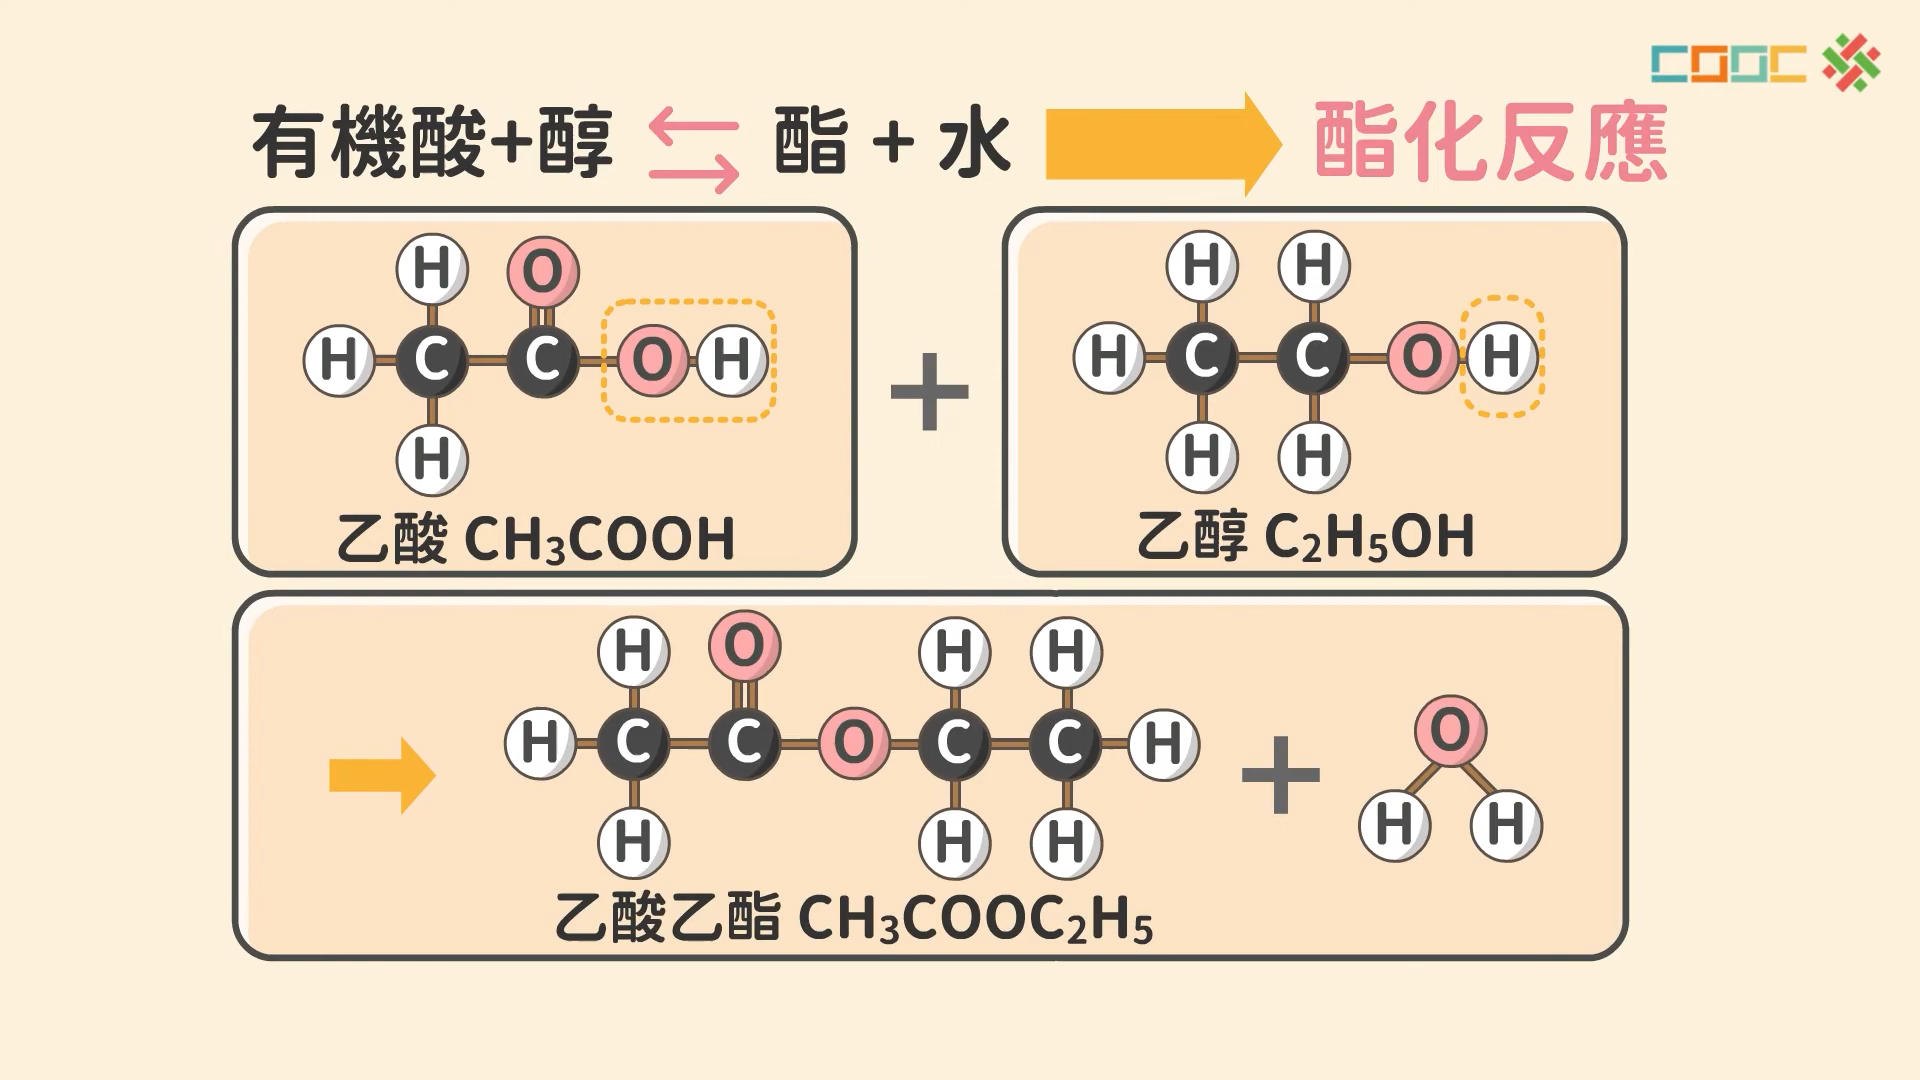 COOC
有機酸+醇 ⇆ 酯 + 水 → 酯化反應
H O H H
H C C O H + H C C O H
H H H
乙酸 CH₃COOH
乙醇 C₂H₅OH
H O H H
H C C O C C H + O
H H H H H
乙酸乙酯 CH₃COOC₂H₅